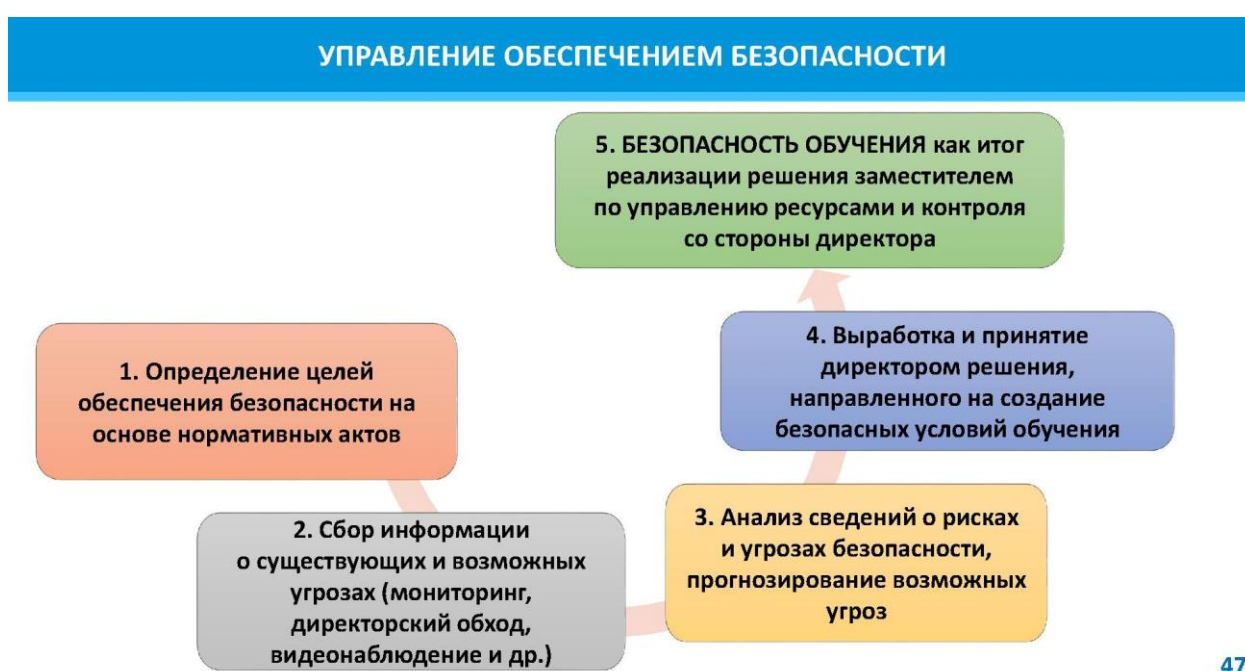 УПРАВЛЕНИЕ ОБЕСПЕЧЕНИЕМ БЕЗОПАСНОСТИ
1. Определение целей
обеспечения безопасности на
основе нормативных актов
2. Сбор информации
о существующих и возможных
угрозах (мониторинг,
директорский обход,
видеонаблюдение и др.)
3. Анализ сведений о рисках
и угрозах безопасности,
прогнозирование возможных
угроз
4. Выработка и принятие
директором решения,
направленного на создание
безопасных условий обучения
5. БЕЗОПАСНОСТЬ ОБУЧЕНИЯ как итог
реализации решения заместителем
по управлению ресурсами и контроля
со стороны директора
47